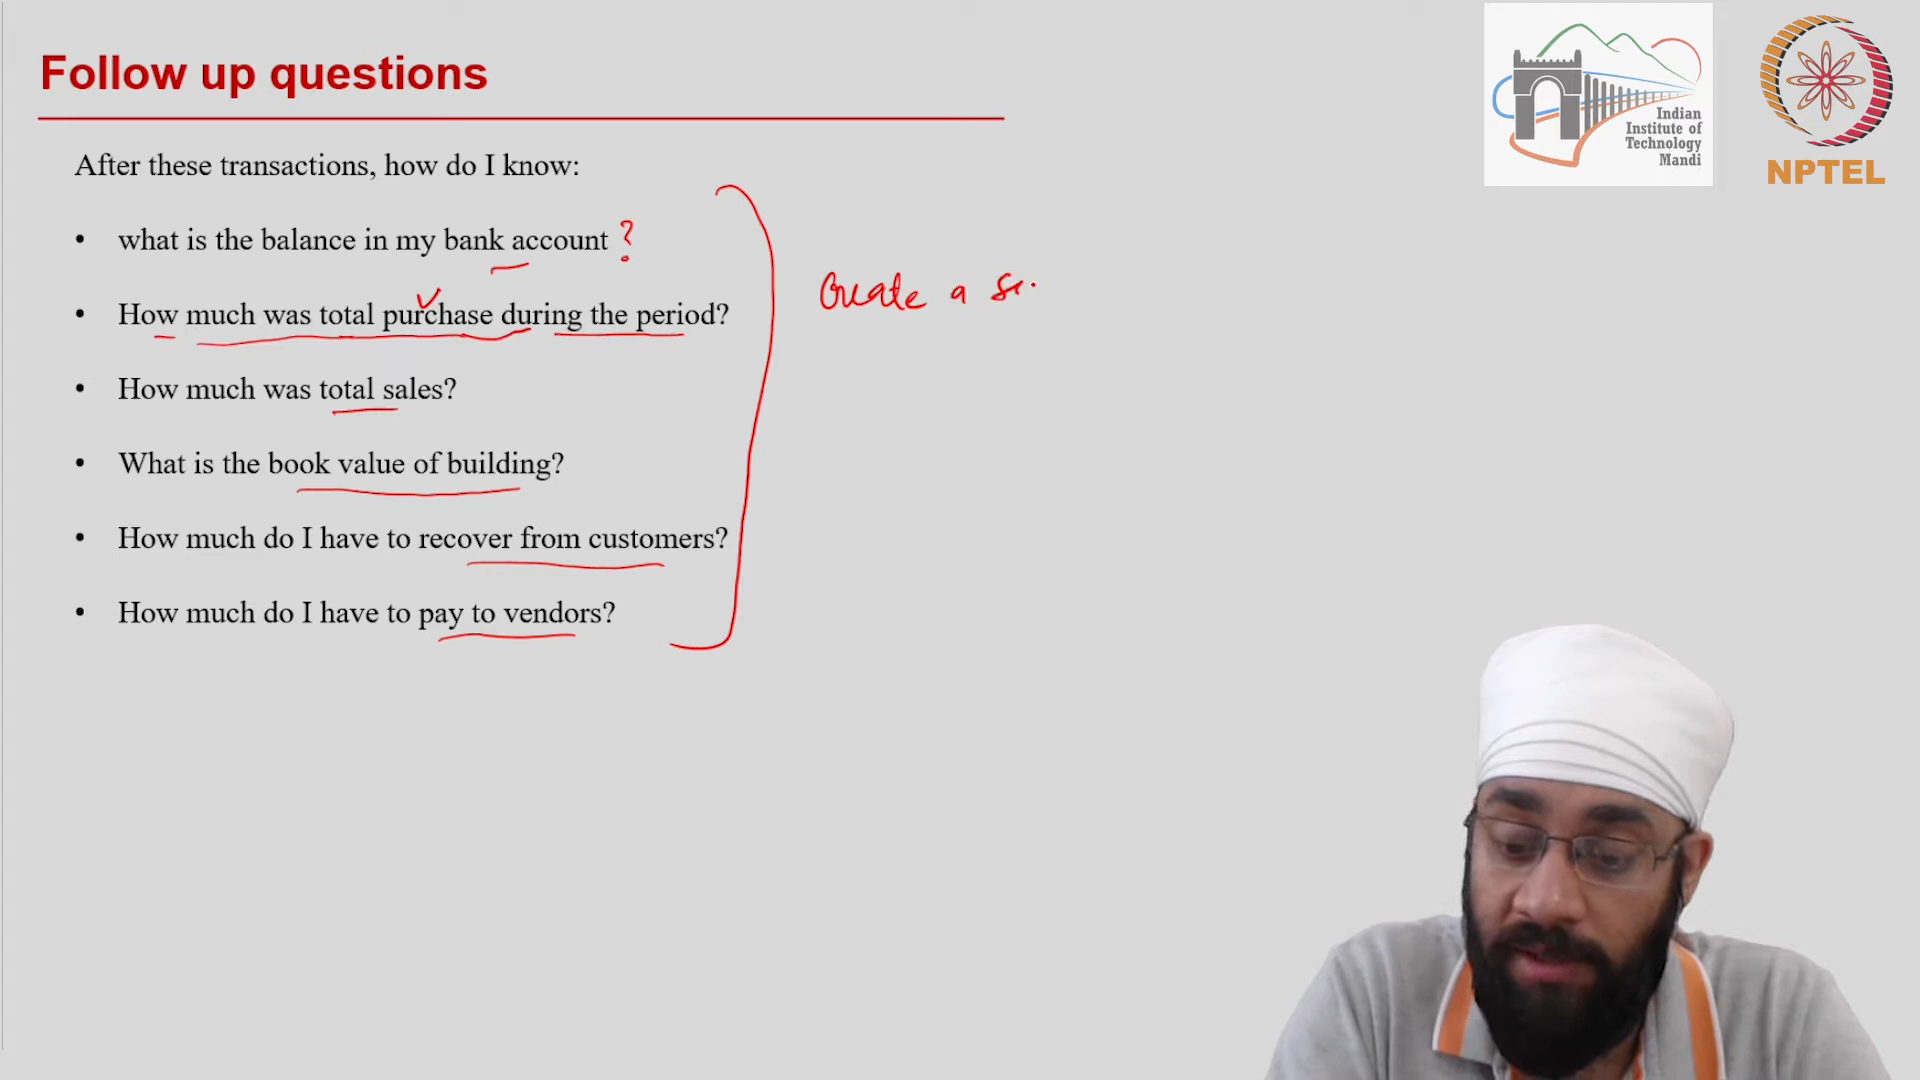 Follow up questions
After these transactions, how do I know:
• what is the balance in my bank account ?
• How much was total purchase during the period?
• How much was total sales?
• What is the book value of building?
• How much do I have to recover from customers?
• How much do I have to pay to vendors?
Create a
Indian
Institute of
Technology
Mandi
NPTEL